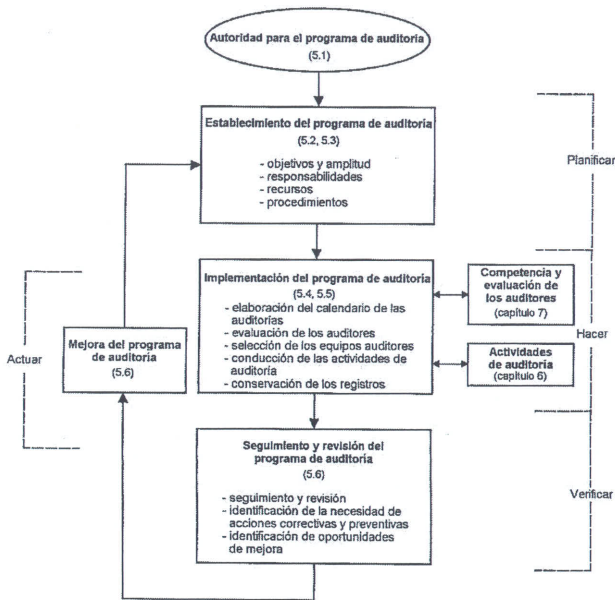 Autoridad para el programa de auditoría
(5.1)
Establecimiento del programa de auditoría
(5.2, 5.3)
- objetivos y amplitud
- responsabilidades
- recursos
- procedimientos
Planificar
Implementación del programa de auditoría
(5.4, 5.5)
- elaboración del calendario de las
auditorías
- evaluación de los auditores
- selección de los equipos auditores
- conducción de las actividades de
auditoría
- conservación de los registros
Competencia y
evaluación de
los auditores
(capítulo 7)
Hacer
Actividades
de auditoría
(capítulo 6)
Actuar
Mejora del programa
de auditoría
(5.6)
Seguimiento y revisión del
programa de auditoría
(5.6)
- seguimiento y revisión
- identificación de la necesidad de
acciones correctivas y preventivas
- identificación de oportunidades
de mejora
Verificar